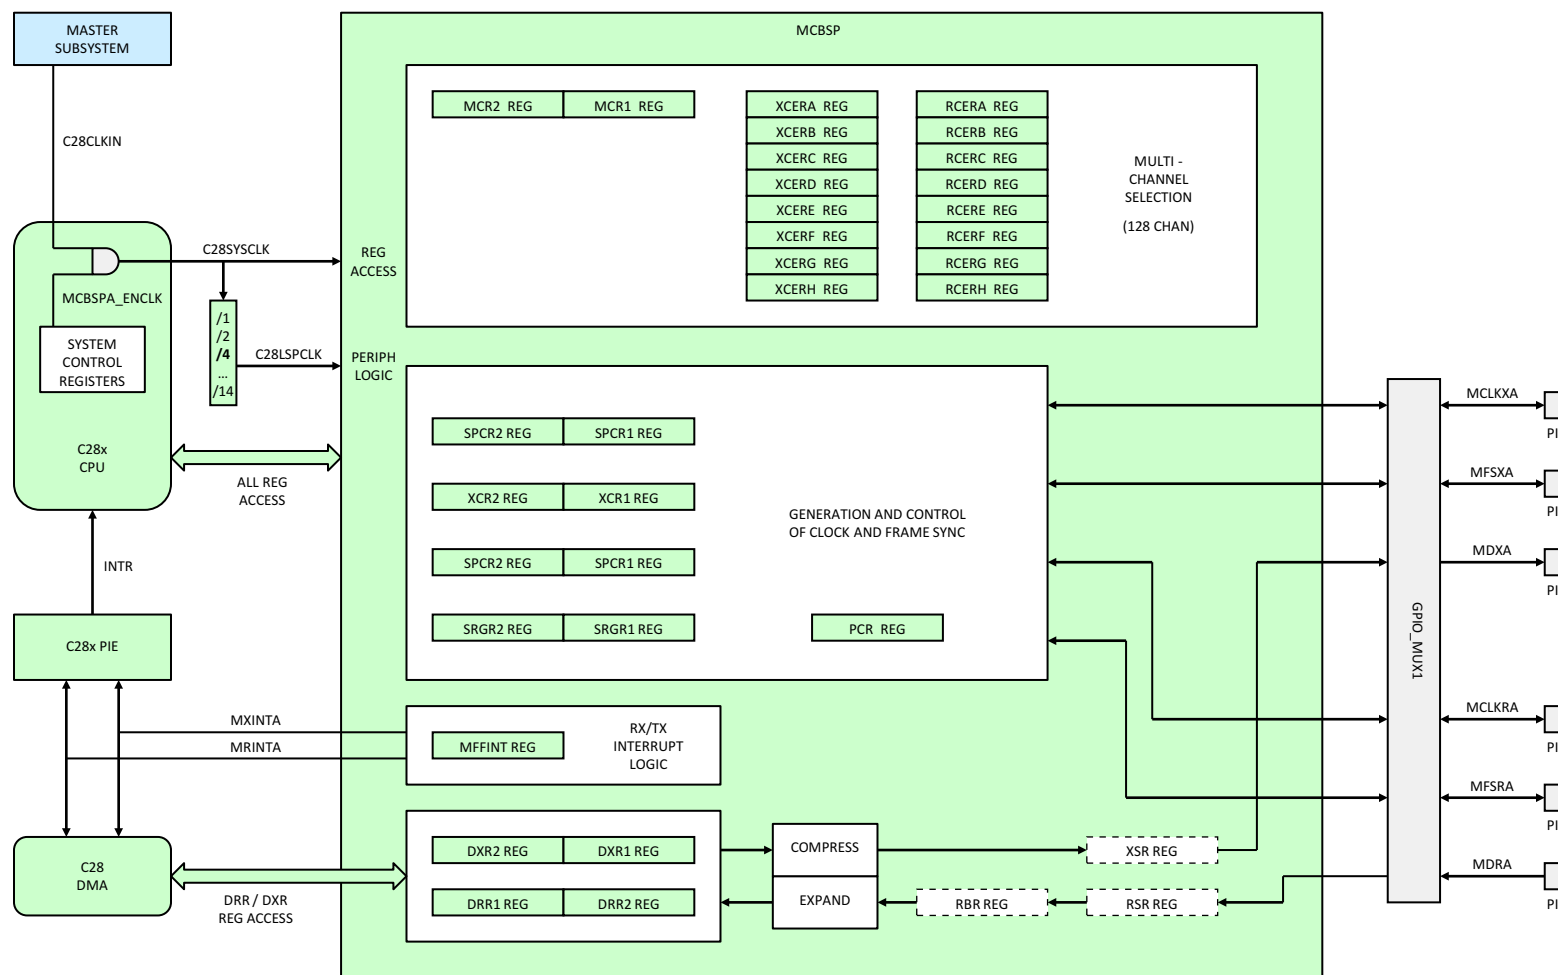 MASTER
SUBSYSTEM
MCBSP
C28CLKIN
MCR2 REG
MCR1 REG
XCERA REG
XCERB REG
XCERC REG
XCERD REG
XCERE REG
XCERF REG
XCERG REG
XCERH REG
RCERA REG
RCERB REG
RCERC REG
RCERD REG
RCERE REG
RCERF REG
RCERG REG
RCERH REG
MULTI -
CHANNEL
SELECTION
(128 CHAN)
C28SYSCLK
REG
ACCESS
MCBSPA_ENCLK
SYSTEM
CONTROL
REGISTERS
/1
/2
/4
...
/14
C28LSPCLK
PERIPH
LOGIC
C28x
CPU
ALL REG
ACCESS
SPCR2 REG
SPCR1 REG
XCR2 REG
XCR1 REG
SPCR2 REG
SPCR1 REG
SRGR2 REG
SRGR1 REG
GENERATION AND CONTROL
OF CLOCK AND FRAME SYNC
PCR REG
INTR
C28x PIE
MXINTA
MRINTA
MFFINT REG
RX/TX
INTERRUPT
LOGIC
C28
DMA
DRR / DXR
REG ACCESS
DXR2 REG
DXR1 REG
DRR1 REG
DRR2 REG
COMPRESS
EXPAND
XSR REG
RBR REG
RSR REG
GPIO_MUX1
MCLKXA
PI
MFSXA
PI
MDXA
PI
MCLKRA
PI
MFSRA
PI
MDRA
PI